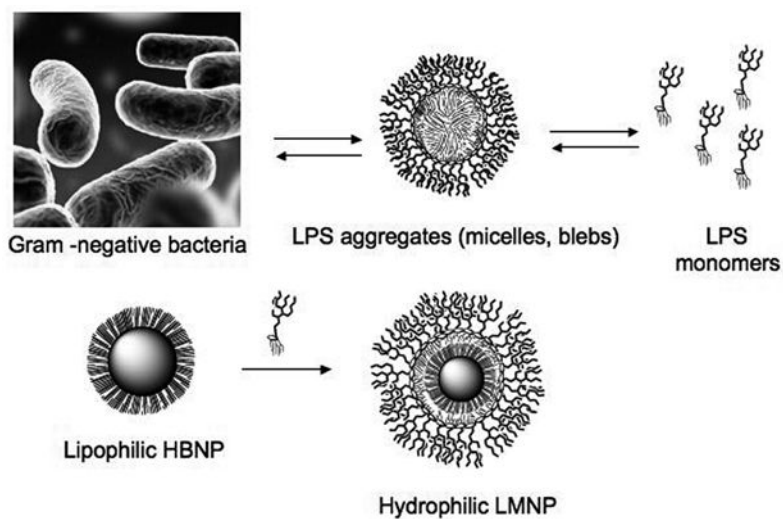 Gram -negative bacteria
LPS aggregates (micelles, blebs)
LPS
monomers
Lipophilic HBNP
Hydrophilic LMNP